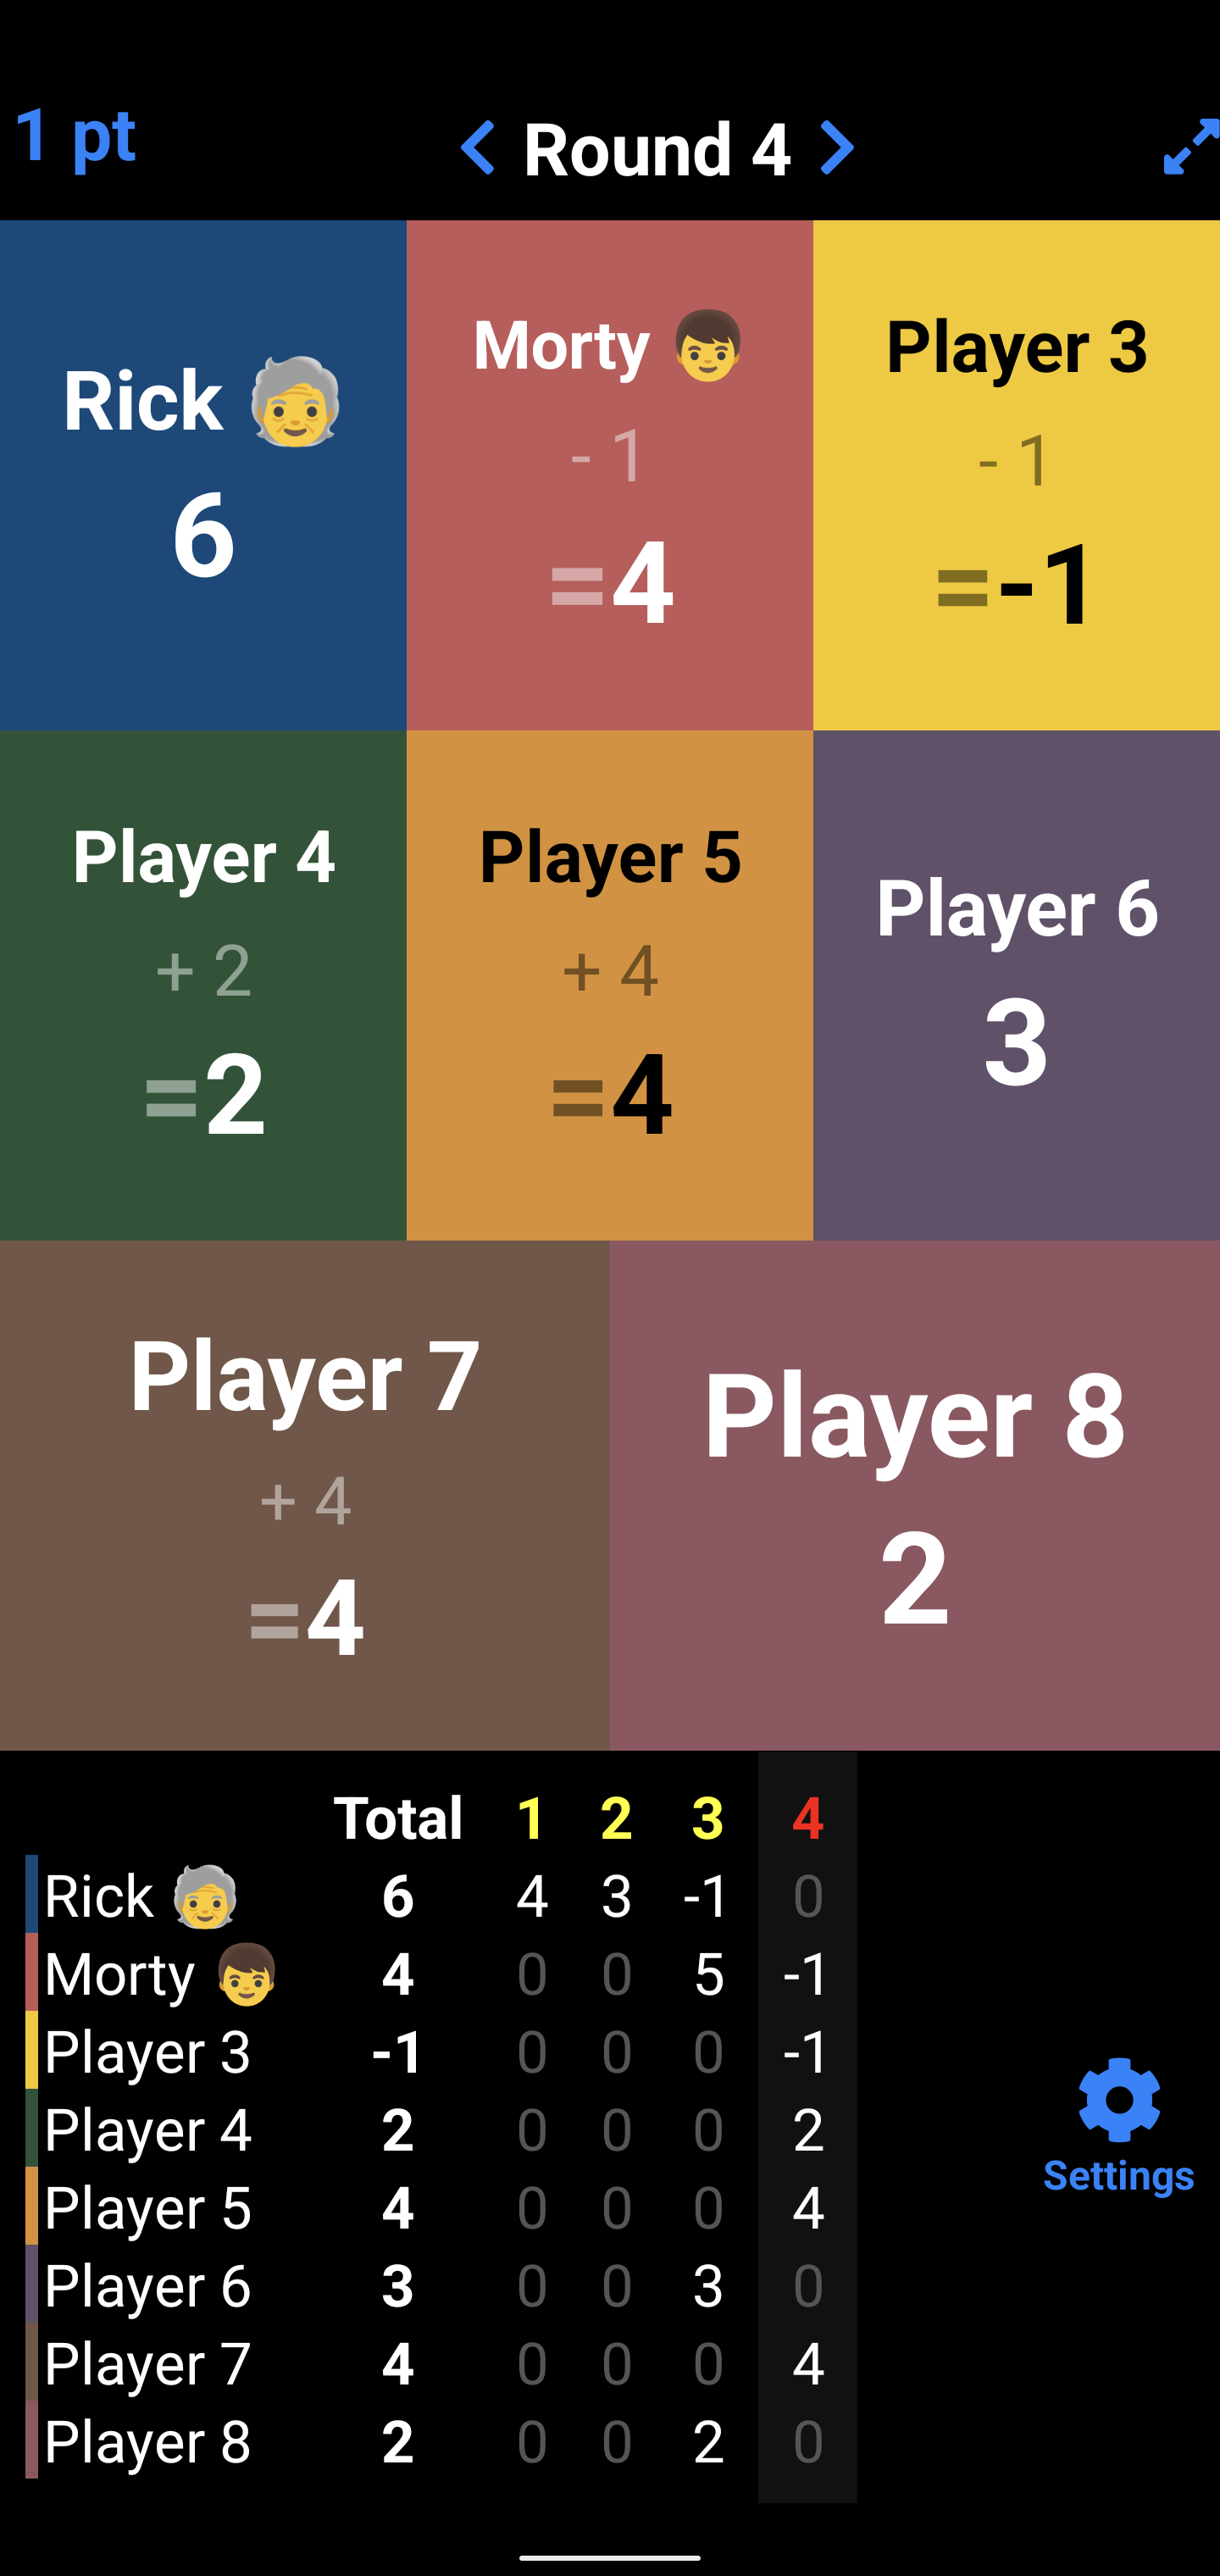 1 pt
Round 4
Rick 🧓
6
Morty 👦
- 1
=4
Player 3
- 1
=-1
Player 4
+ 2
=2
Player 5
+ 4
=4
Player 6
3
Player 7
+ 4
=4
Player 8
2
Total 1 2 3 4
Rick 🧓 6 4 3 -1 0
Morty 👦 4 0 0 5 -1
Player 3 -1 0 0 0 -1
Player 4 2 0 0 0 2
Player 5 4 0 0 0 4
Player 6 3 0 0 3 0
Player 7 4 0 0 0 4
Player 8 2 0 0 2 0
Settings